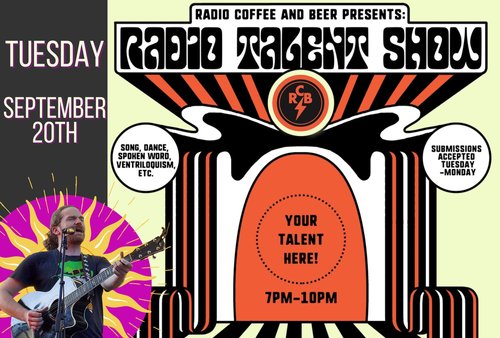 RADIO COFFEE AND BEER PRESENTS:
RADIO TALENT SHOW
TUESDAY
SEPTEMBER
20TH
RCB
SONG, DANCE,
SPOKEN WORD,
VENTRILOQUISM,
ETC.
SUBMISSIONS
ACCEPTED
TUESDAY
-MONDAY
YOUR
TALENT
HERE!
7PM-10PM